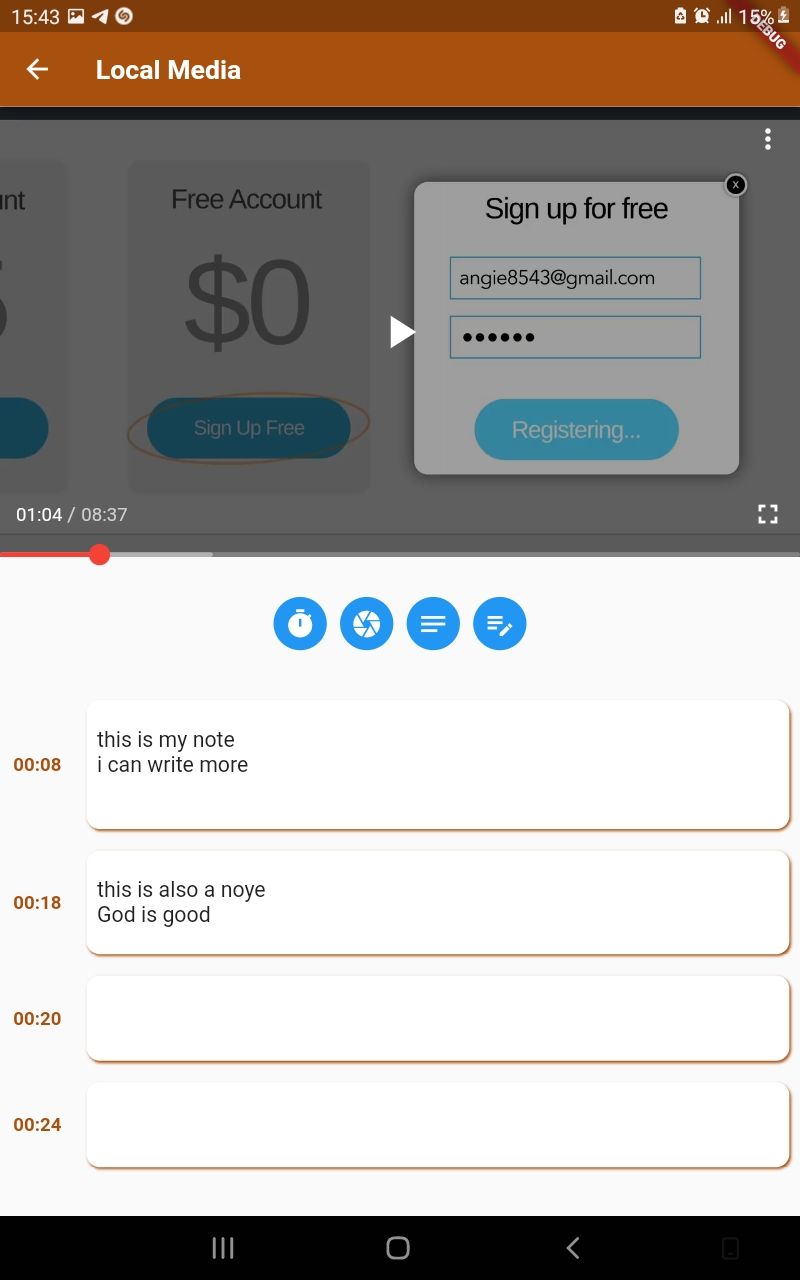 15:43
15%
DEBUG
Local Media
nt
Free Account
$0
Sign Up Free
Sign up for free
x
angie8543@gmail.com
Registering...
01:04 / 08:37
00:08
this is my note
i can write more
00:18
this is also a noye
God is good
00:20
00:24